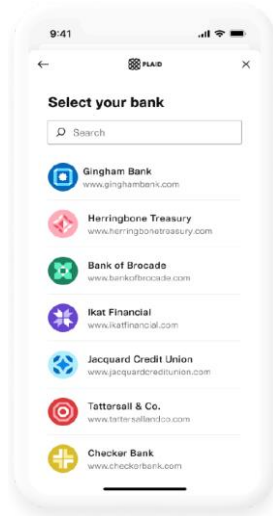 9:41
PLAID
Select your bank
Search
Gingham Bank
www.ginghambank.com
Herringbone Treasury
www.herringbonetreasury.com
Bank of Brocade
www.bankofbrocade.com
Ikat Financial
www.ikatfinancial.com
Jacquard Credit Union
www.jacquardcreditunion.com
Tattersall & Co.
www.tattersallandco.com
Checker Bank
www.checkerbank.com